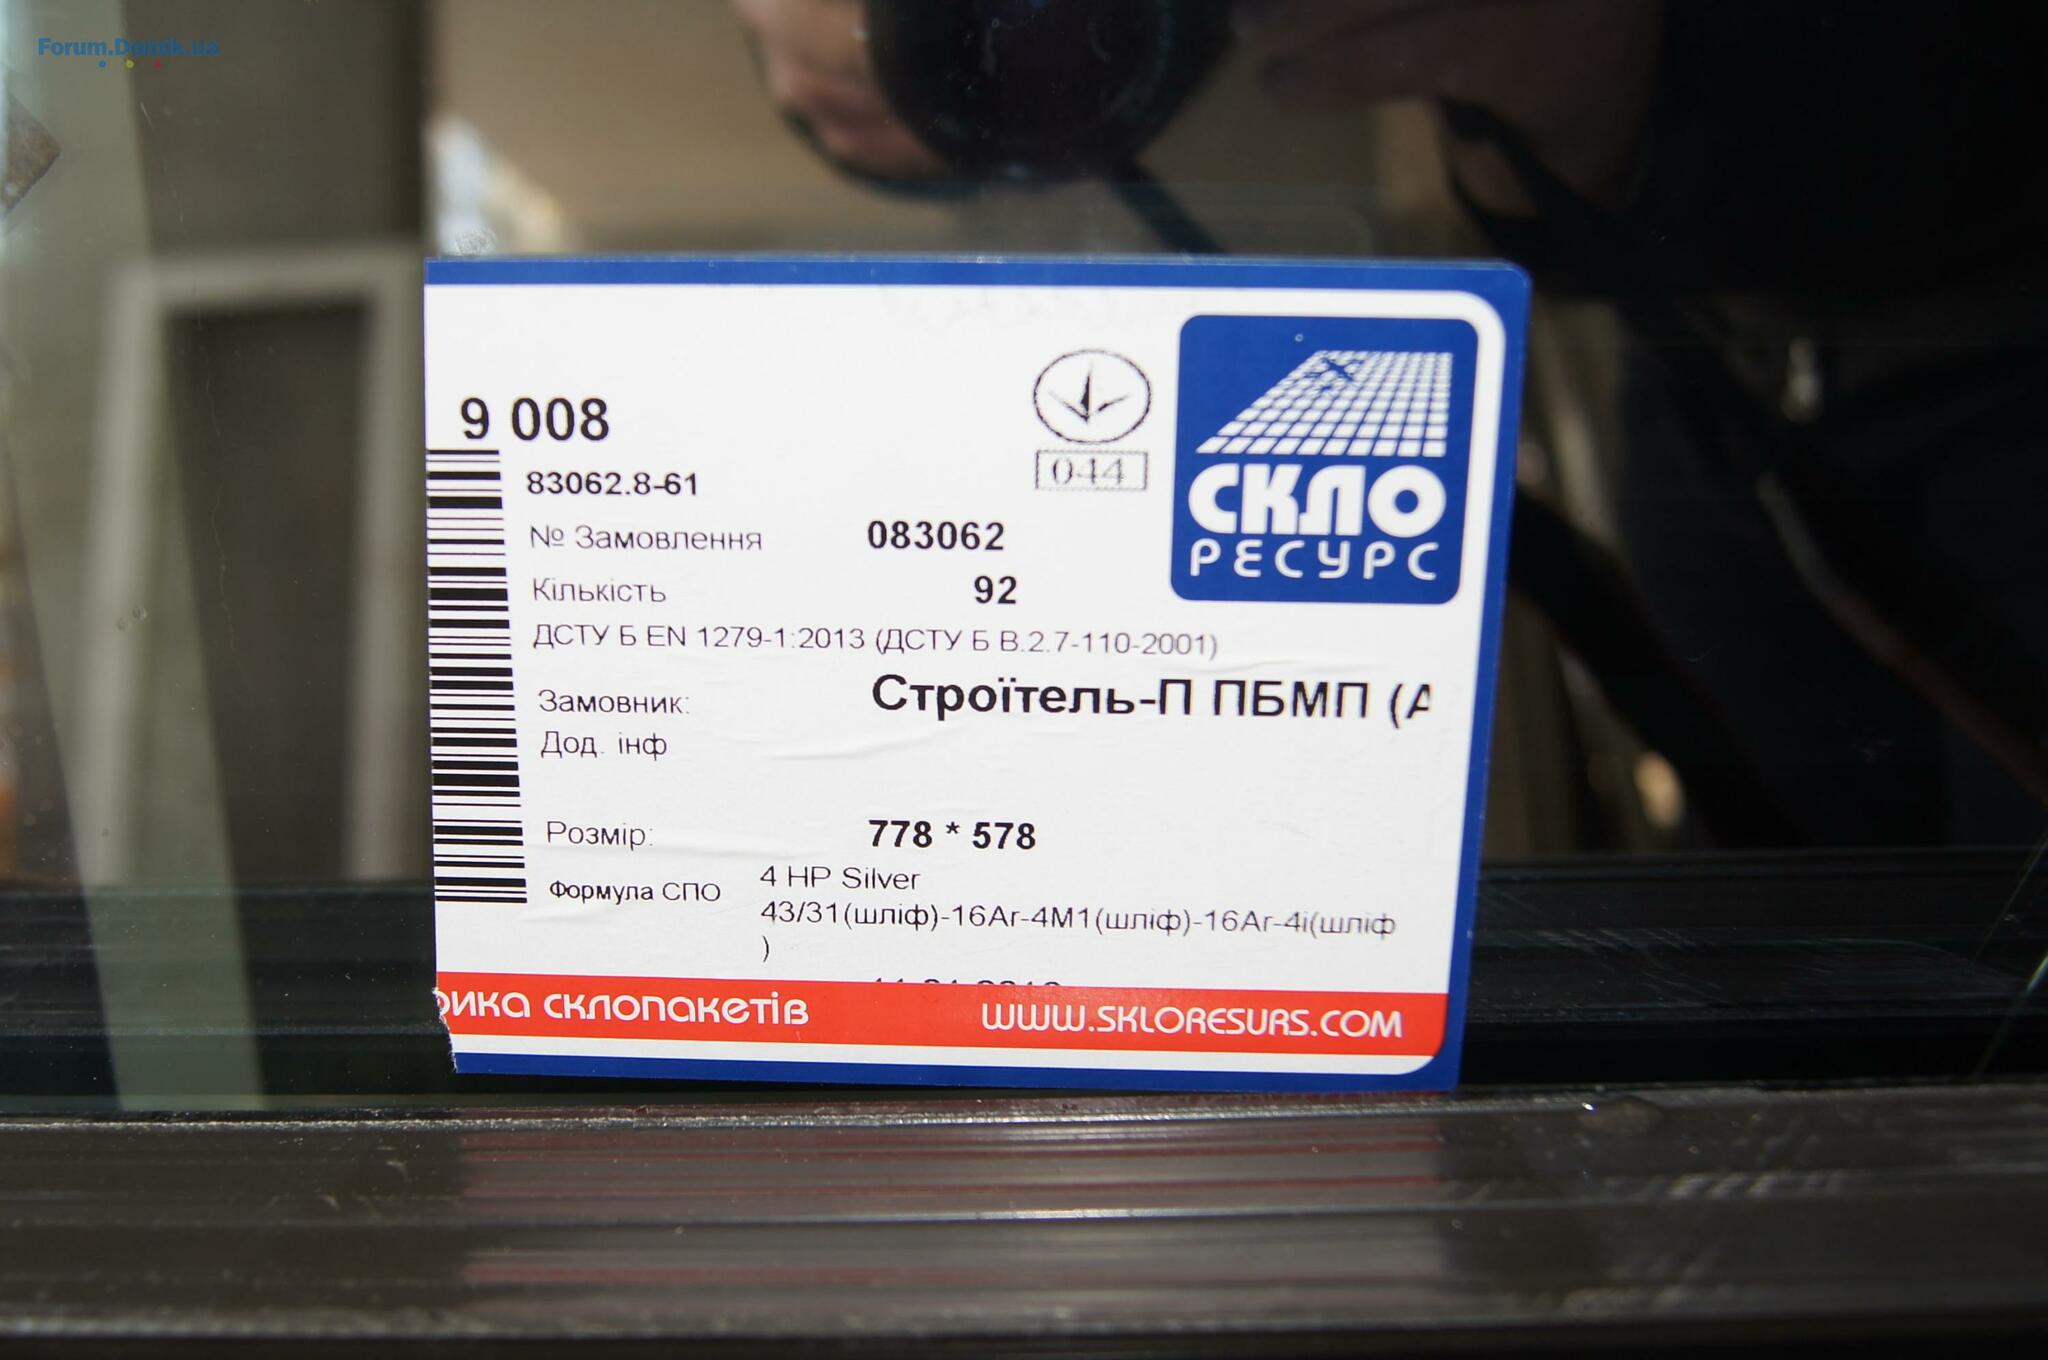 Forum.Domik.ua
9 008
83062.8-61
044
СКЛО
РЕСУРС
№ Замовлення 083062
Кількість 92
ДСТУ Б EN 1279-1:2013 (ДСТУ Б В.2.7-110-2001)
Замовник: Строїтель-П ПБМП (А
Дод. інф
Розмір: 778 * 578
Формула СПО 4 HP Silver
43/31(шліф)-16Ar-4M1(шліф)-16Ar-4i(шліф
)
рика склопакетів WWW.SKLORESURS.COM